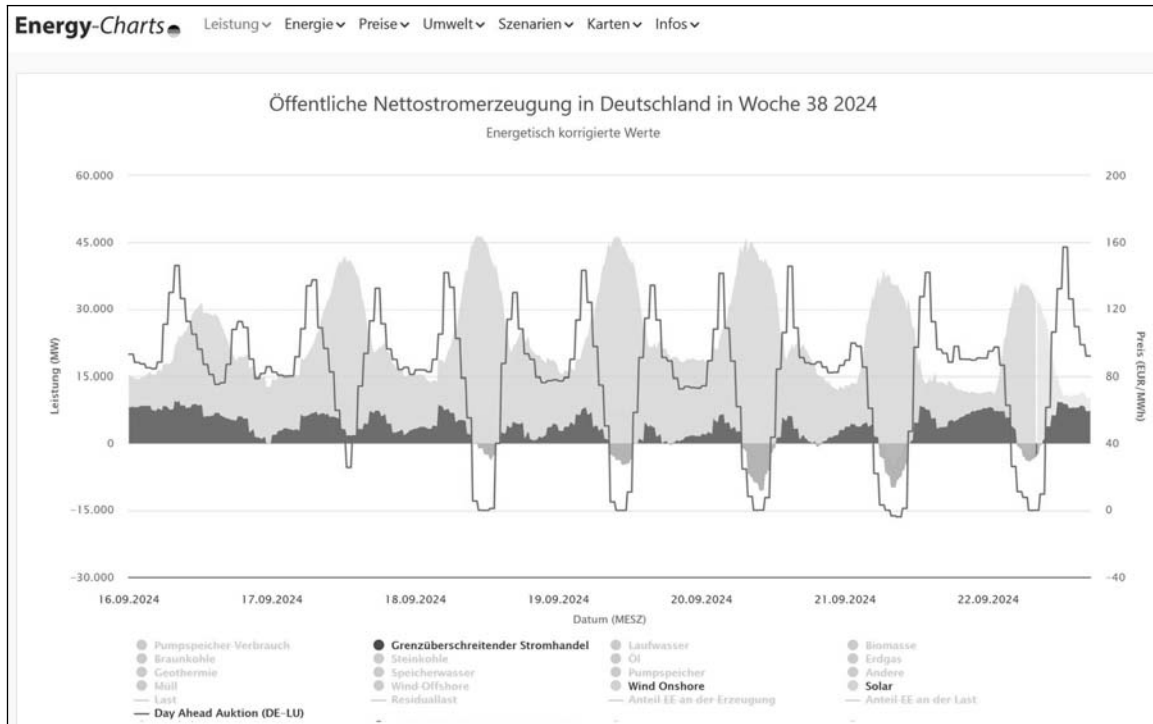 Energy-Charts Leistung Energie Preise Umwelt Szenarien Karten Infos
Öffentliche Nettostromerzeugung in Deutschland in Woche 38 2024
Energetisch korrigierte Werte
60.000 200
45.000 160
30.000 120
15.000 80
0 40
-15.000 0
-30.000 -40
Leistung (MW)
Preis (EUR/MWh)
16.09.2024 17.09.2024 18.09.2024 19.09.2024 20.09.2024 21.09.2024 22.09.2024
Datum (MESZ)
Pumpspeicher-Verbrauch Grenzüberschreitender Stromhandel Laufwasser Biomasse
Braunkohle Steinkohle Öl Erdgas
Geothermie Speicherwasser Pumpspeicher Andere
Müll Wind Offshore Wind Onshore Solar
Last Residuallast Anteil EE an der Erzeugung Anteil EE an der Last
Day Ahead Auktion (DE-LU)